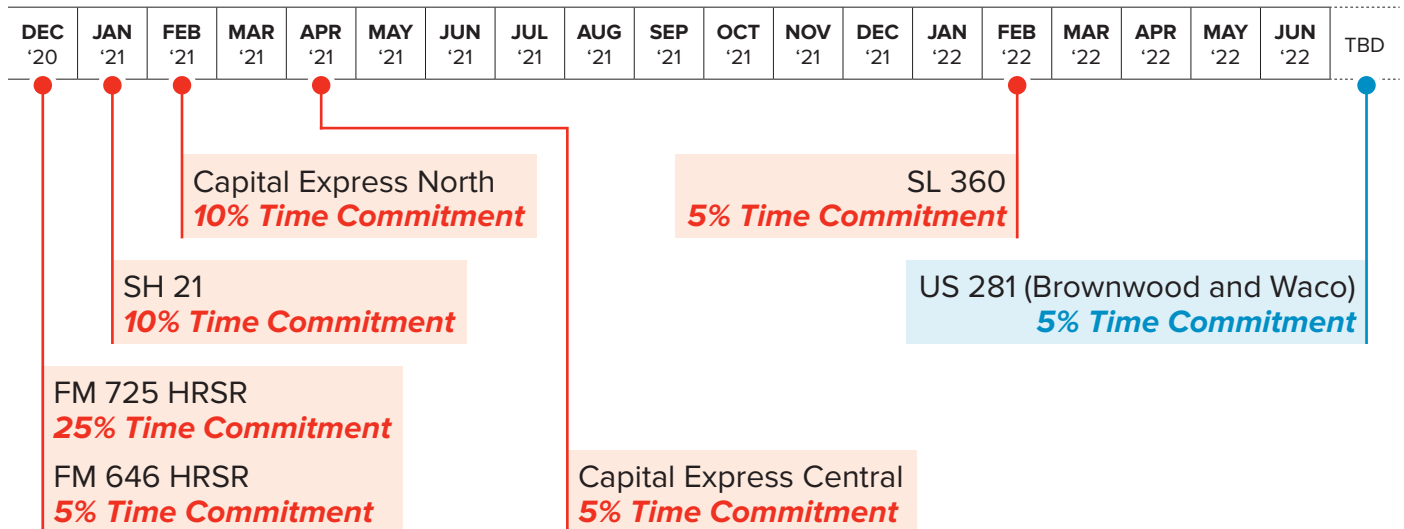 DEC JAN FEB MAR APR MAY JUN JUL AUG SEP OCT NOV DEC JAN FEB MAR APR MAY JUN TBD
‘20 ‘21 ‘21 ‘21 ‘21 ‘21 ‘21 ‘21 ‘21 ‘21 ‘21 ‘21 ‘21 ‘22 ‘22 ‘22 ‘22 ‘22 ‘22
Capital Express North
10% Time Commitment
SL 360
5% Time Commitment
SH 21
10% Time Commitment
US 281 (Brownwood and Waco)
5% Time Commitment
FM 725 HRSR
25% Time Commitment
FM 646 HRSR
5% Time Commitment
Capital Express Central
5% Time Commitment